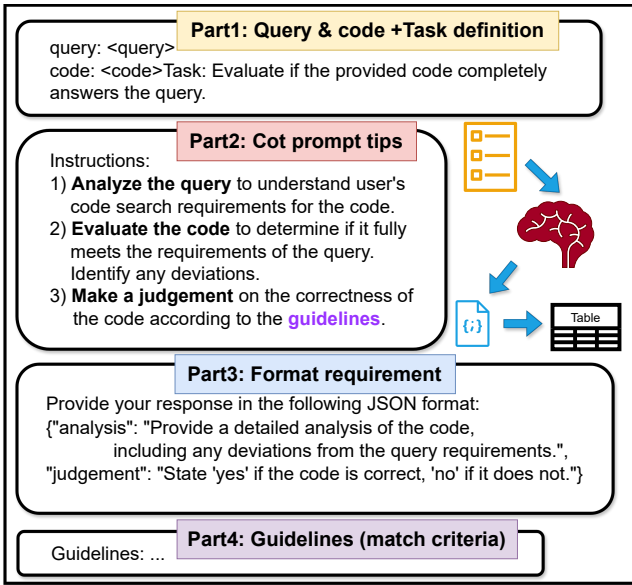 Part1: Query & code +Task definition
query: <query>
code: <code>Task: Evaluate if the provided code completely
answers the query.
Part2: Cot prompt tips
Instructions:
1) Analyze the query to understand user's
code search requirements for the code.
2) Evaluate the code to determine if it fully
meets the requirements of the query.
Identify any deviations.
3) Make a judgement on the correctness of
the code according to the guidelines.
{;}
Table
Part3: Format requirement
Provide your response in the following JSON format:
{"analysis": "Provide a detailed analysis of the code,
including any deviations from the query requirements.",
"judgement": "State 'yes' if the code is correct, 'no' if it does not."}
Part4: Guidelines (match criteria)
Guidelines: ...